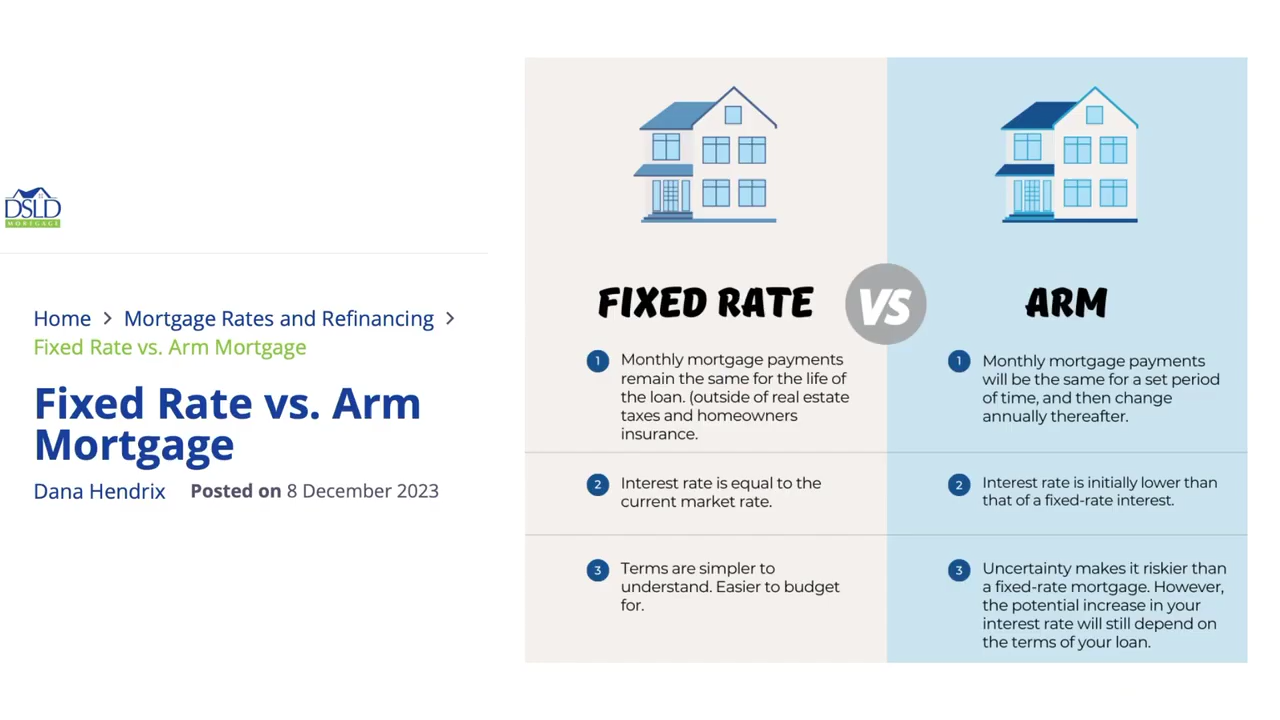 DSLD
MORTGAGE
Home > Mortgage Rates and Refinancing >
Fixed Rate vs. Arm Mortgage
Fixed Rate vs. Arm
Mortgage
Dana Hendrix Posted on 8 December 2023
FIXED RATE
VS
ARM
1 Monthly mortgage payments
remain the same for the life of
the loan. (outside of real estate
taxes and homeowners
insurance.
1 Monthly mortgage payments
will be the same for a set period
of time, and then change
annually thereafter.
2 Interest rate is equal to the
current market rate.
2 Interest rate is initially lower than
that of a fixed-rate interest.
3 Terms are simpler to
understand. Easier to budget
for.
3 Uncertainty makes it riskier than
a fixed-rate mortgage. However,
the potential increase in your
interest rate will still depend on
the terms of your loan.